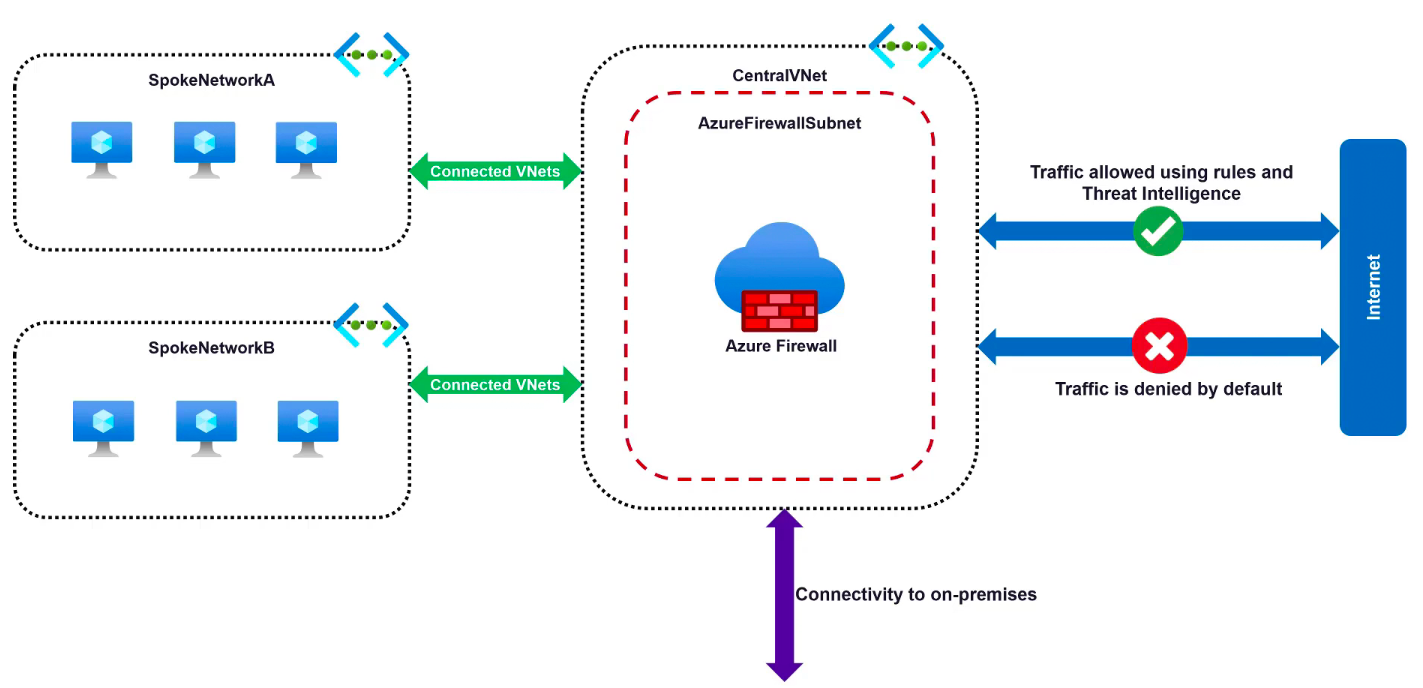 SpokeNetworkA
Connected VNets
SpokeNetworkB
Connected VNets
CentralVNet
AzureFirewallSubnet
Azure Firewall
Traffic allowed using rules and
Threat Intelligence
Traffic is denied by default
Internet
Connectivity to on-premises